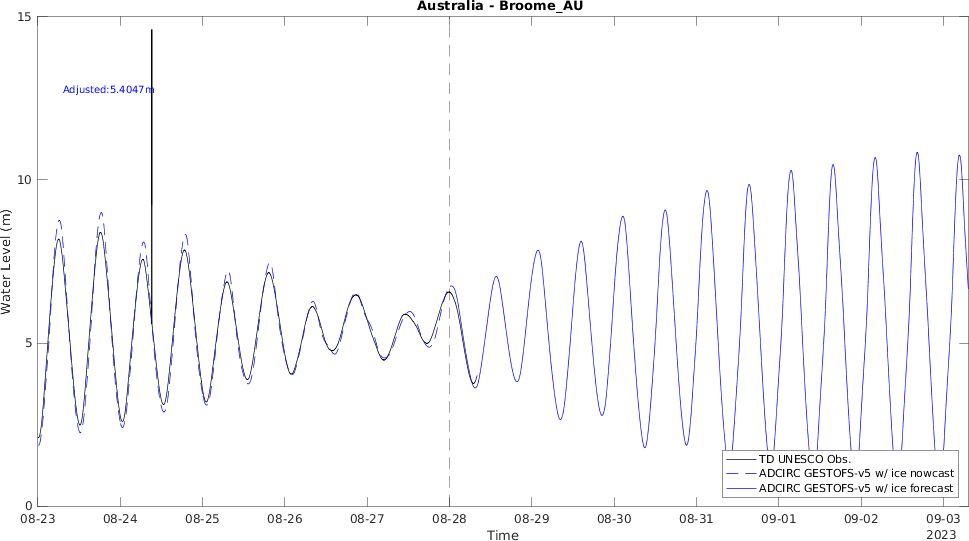 Australia - Broome_AU
15
Adjusted:5.4047m
10
Water Level (m)
5
TD UNESCO Obs.
ADCIRC GESTOFS-v5 w/ ice nowcast
ADCIRC GESTOFS-v5 w/ ice forecast
0
08-23 08-24 08-25 08-26 08-27 08-28 08-29 08-30 08-31 09-01 09-02 09-03
Time 2023